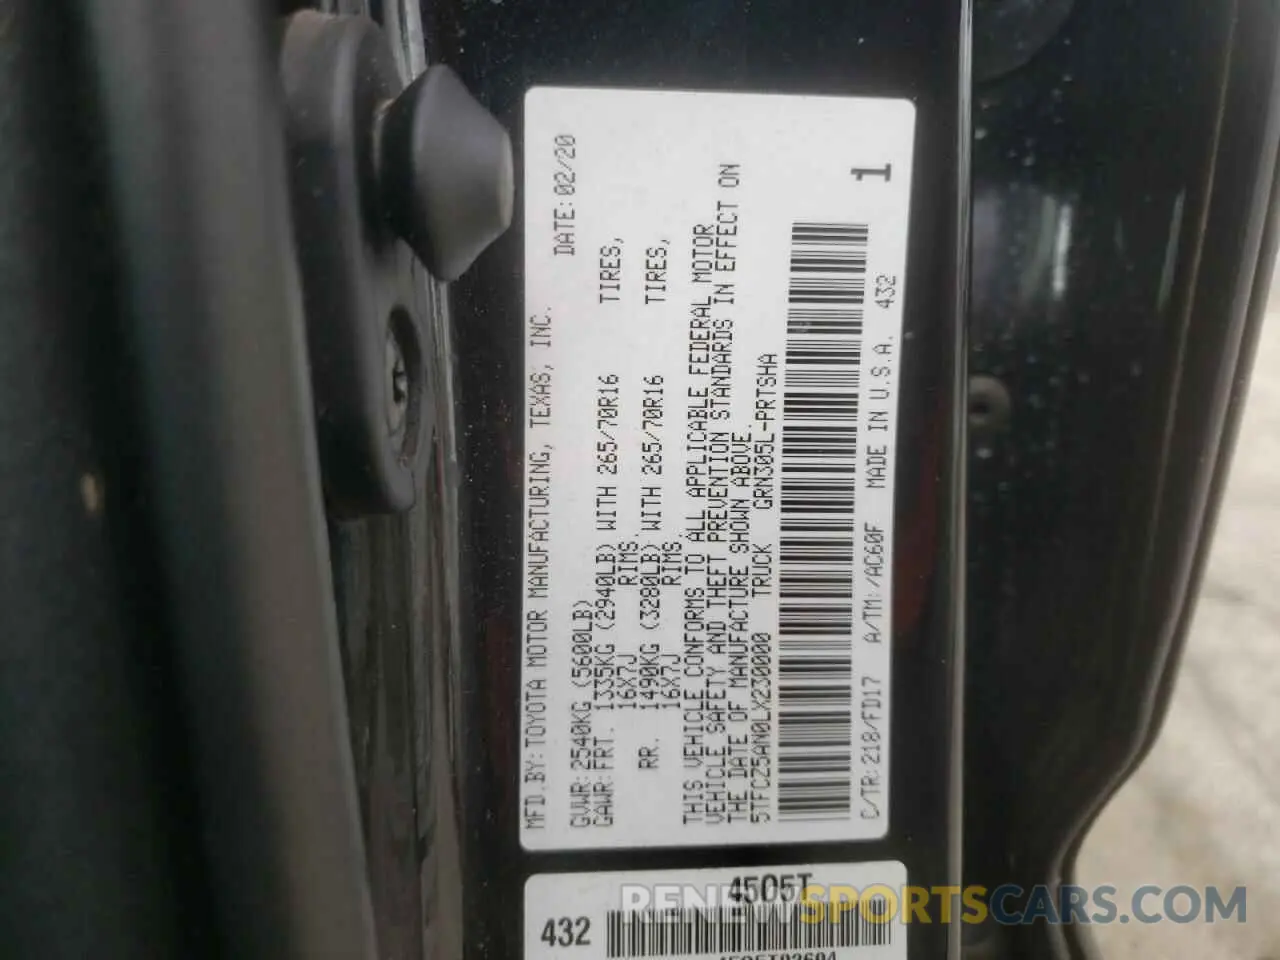 MFD.BY:TOYOTA MOTOR MANUFACTURING, TEXAS, INC.
DATE:02/20
GVWR:2540KG (5600LB)
GAWR:FRT. 1335KG (2940LB) WITH 265/70R16 TIRES,
16X7J RIMS.
RR. 1490KG (3280LB) WITH 265/70R16 TIRES,
16X7J RIMS.
THIS VEHICLE CONFORMS TO ALL APPLICABLE FEDERAL MOTOR
VEHICLE SAFETY AND THEFT PREVENTION STANDARDS IN EFFECT ON
THE DATE OF MANUFACTURE SHOWN ABOVE.
5TFCZ5AN0LX230000 TRUCK GRN305L-PRTSHA
1
C/TR:218/FD17 A/TM:/AC60F MADE IN U.S.A. 432
4505T
432
SPORTSCARS.COM